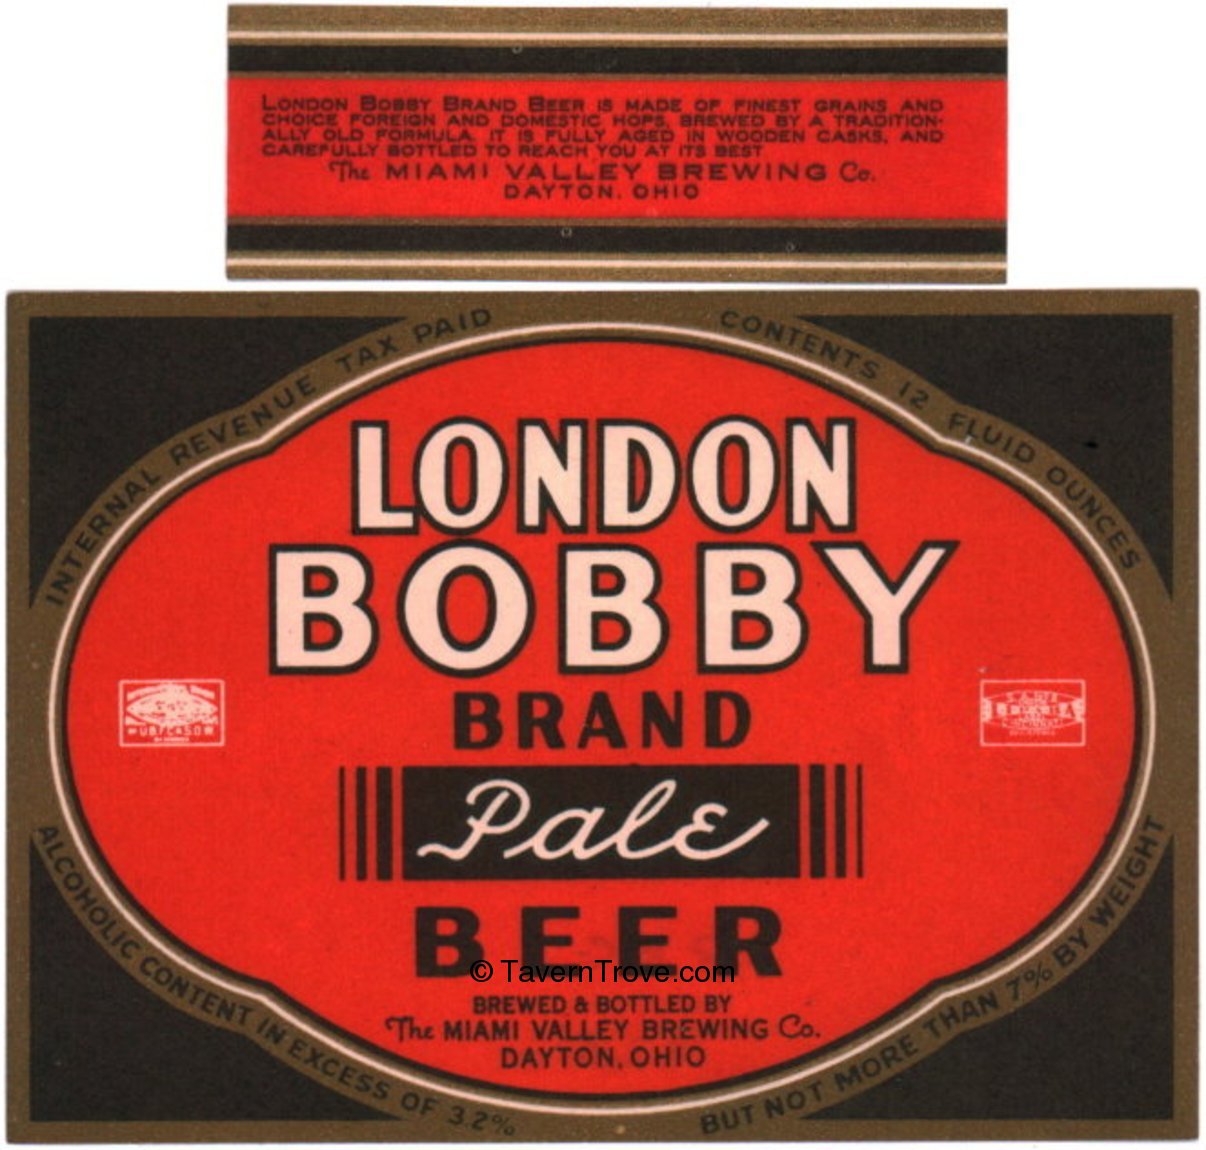 LONDON BOBBY BRAND BEER IS MADE OF FINEST GRAINS AND
CHOICE FOREIGN AND DOMESTIC HOPS, BREWED BY A TRADITION-
ALLY OLD FORMULA. IT IS FULLY AGED IN WOODEN CASKS, AND
CAREFULLY BOTTLED TO REACH YOU AT ITS BEST
The MIAMI VALLEY BREWING Co.
DAYTON, OHIO
INTERNAL REVENUE TAX PAID
CONTENTS 12 FLUID OUNCES
LONDON
BOBBY
BRAND
Pale
BEER
© TavernTrove.com
BREWED & BOTTLED BY
The MIAMI VALLEY BREWING Co.
DAYTON, OHIO
ALCOHOLIC CONTENT IN EXCESS OF 3.2%
BUT NOT MORE THAN 7% BY WEIGHT